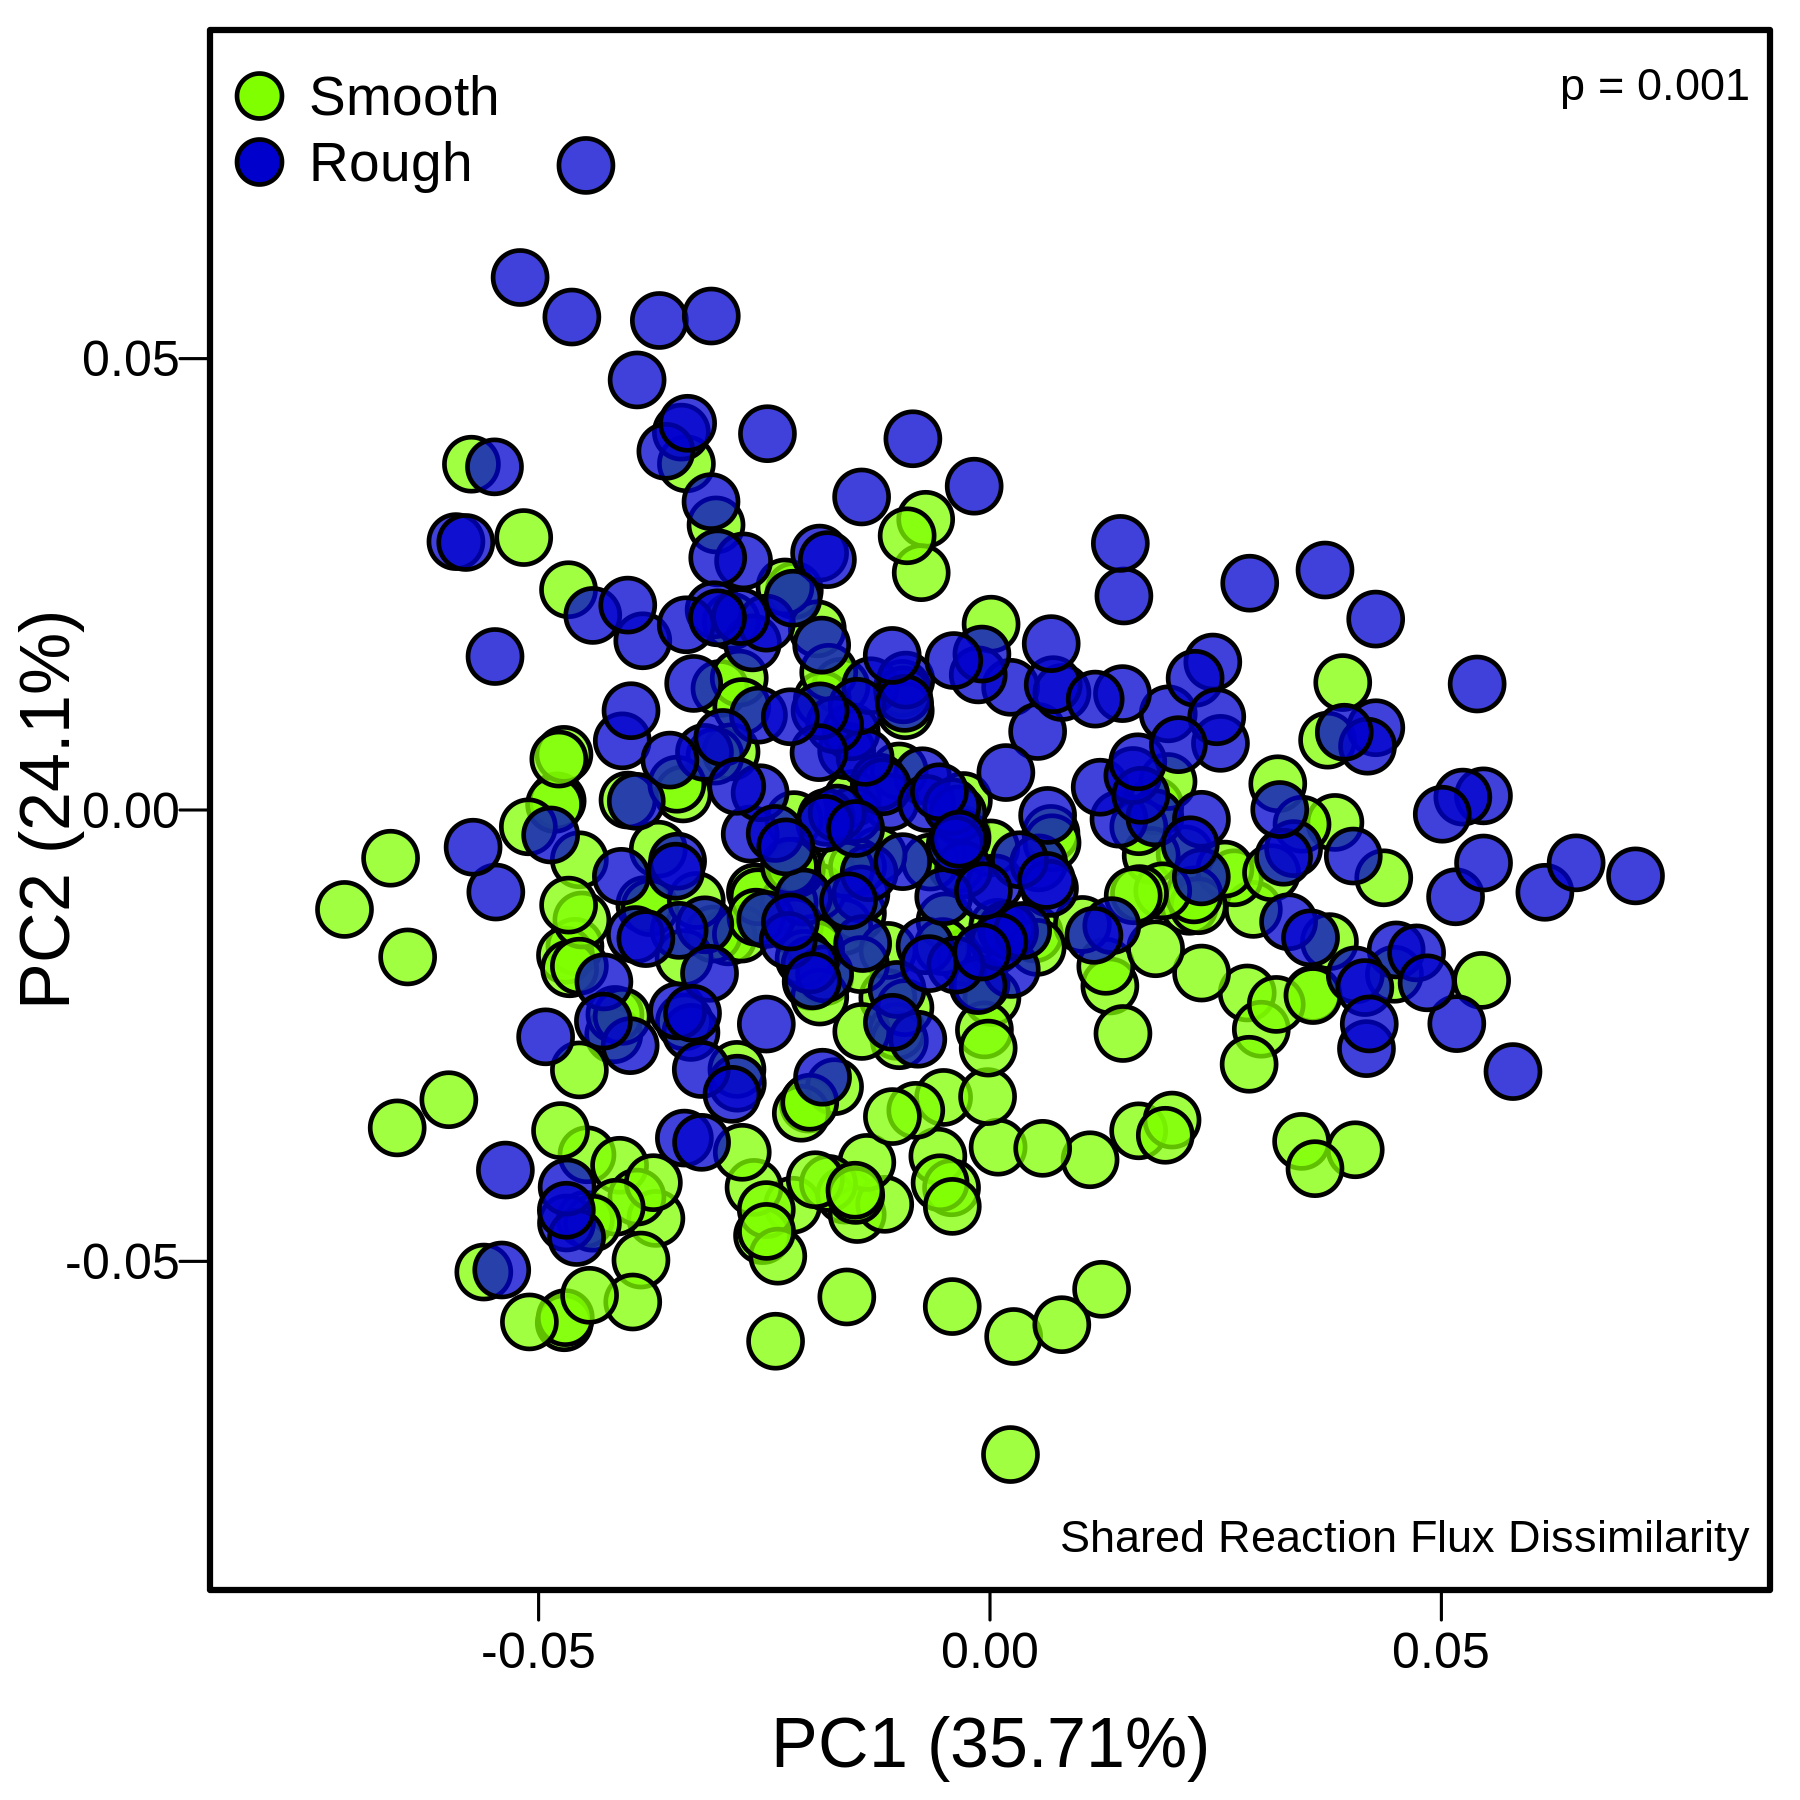 Smooth
Rough
p = 0.001
0.05
0.00
-0.05
PC2 (24.1%)
Shared Reaction Flux Dissimilarity
-0.05
0.00
0.05
PC1 (35.71%)